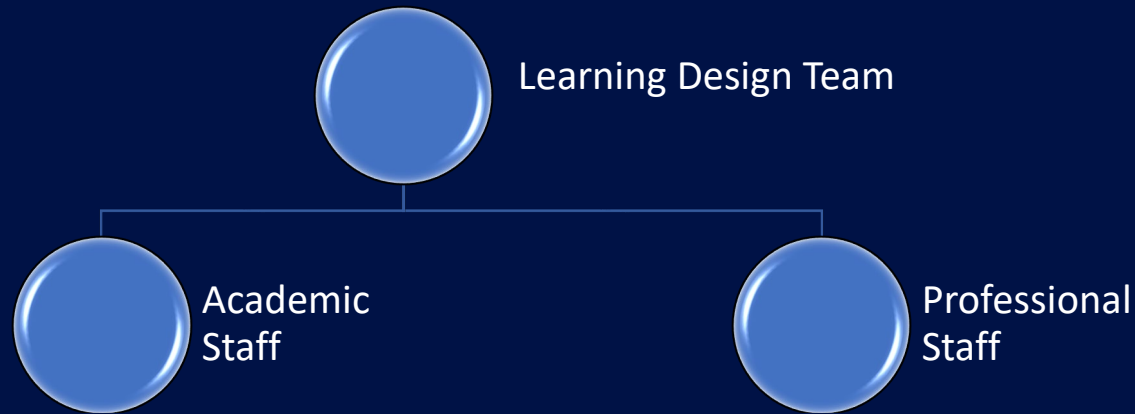 Learning Design Team
Academic
Staff
Professional
Staff